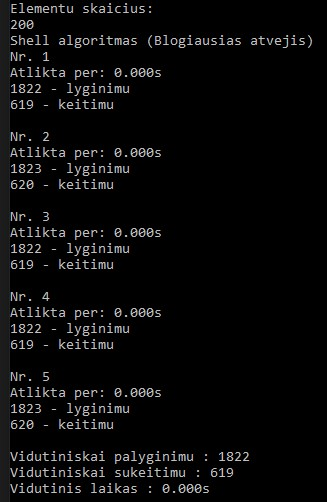 Elementu skaicius:
200
Shell algoritmas (Blogiausias atvejis)
Nr. 1
Atlikta per: 0.000s
1822 - lyginimu
619 - keitimu
Nr. 2
Atlikta per: 0.000s
1823 - lyginimu
620 - keitimu
Nr. 3
Atlikta per: 0.000s
1822 - lyginimu
619 - keitimu
Nr. 4
Atlikta per: 0.000s
1822 - lyginimu
619 - keitimu
Nr. 5
Atlikta per: 0.000s
1823 - lyginimu
620 - keitimu
Vidutiniskai palyginimu : 1822
Vidutiniskai sukeitimu : 619
Vidutinis laikas : 0.000s